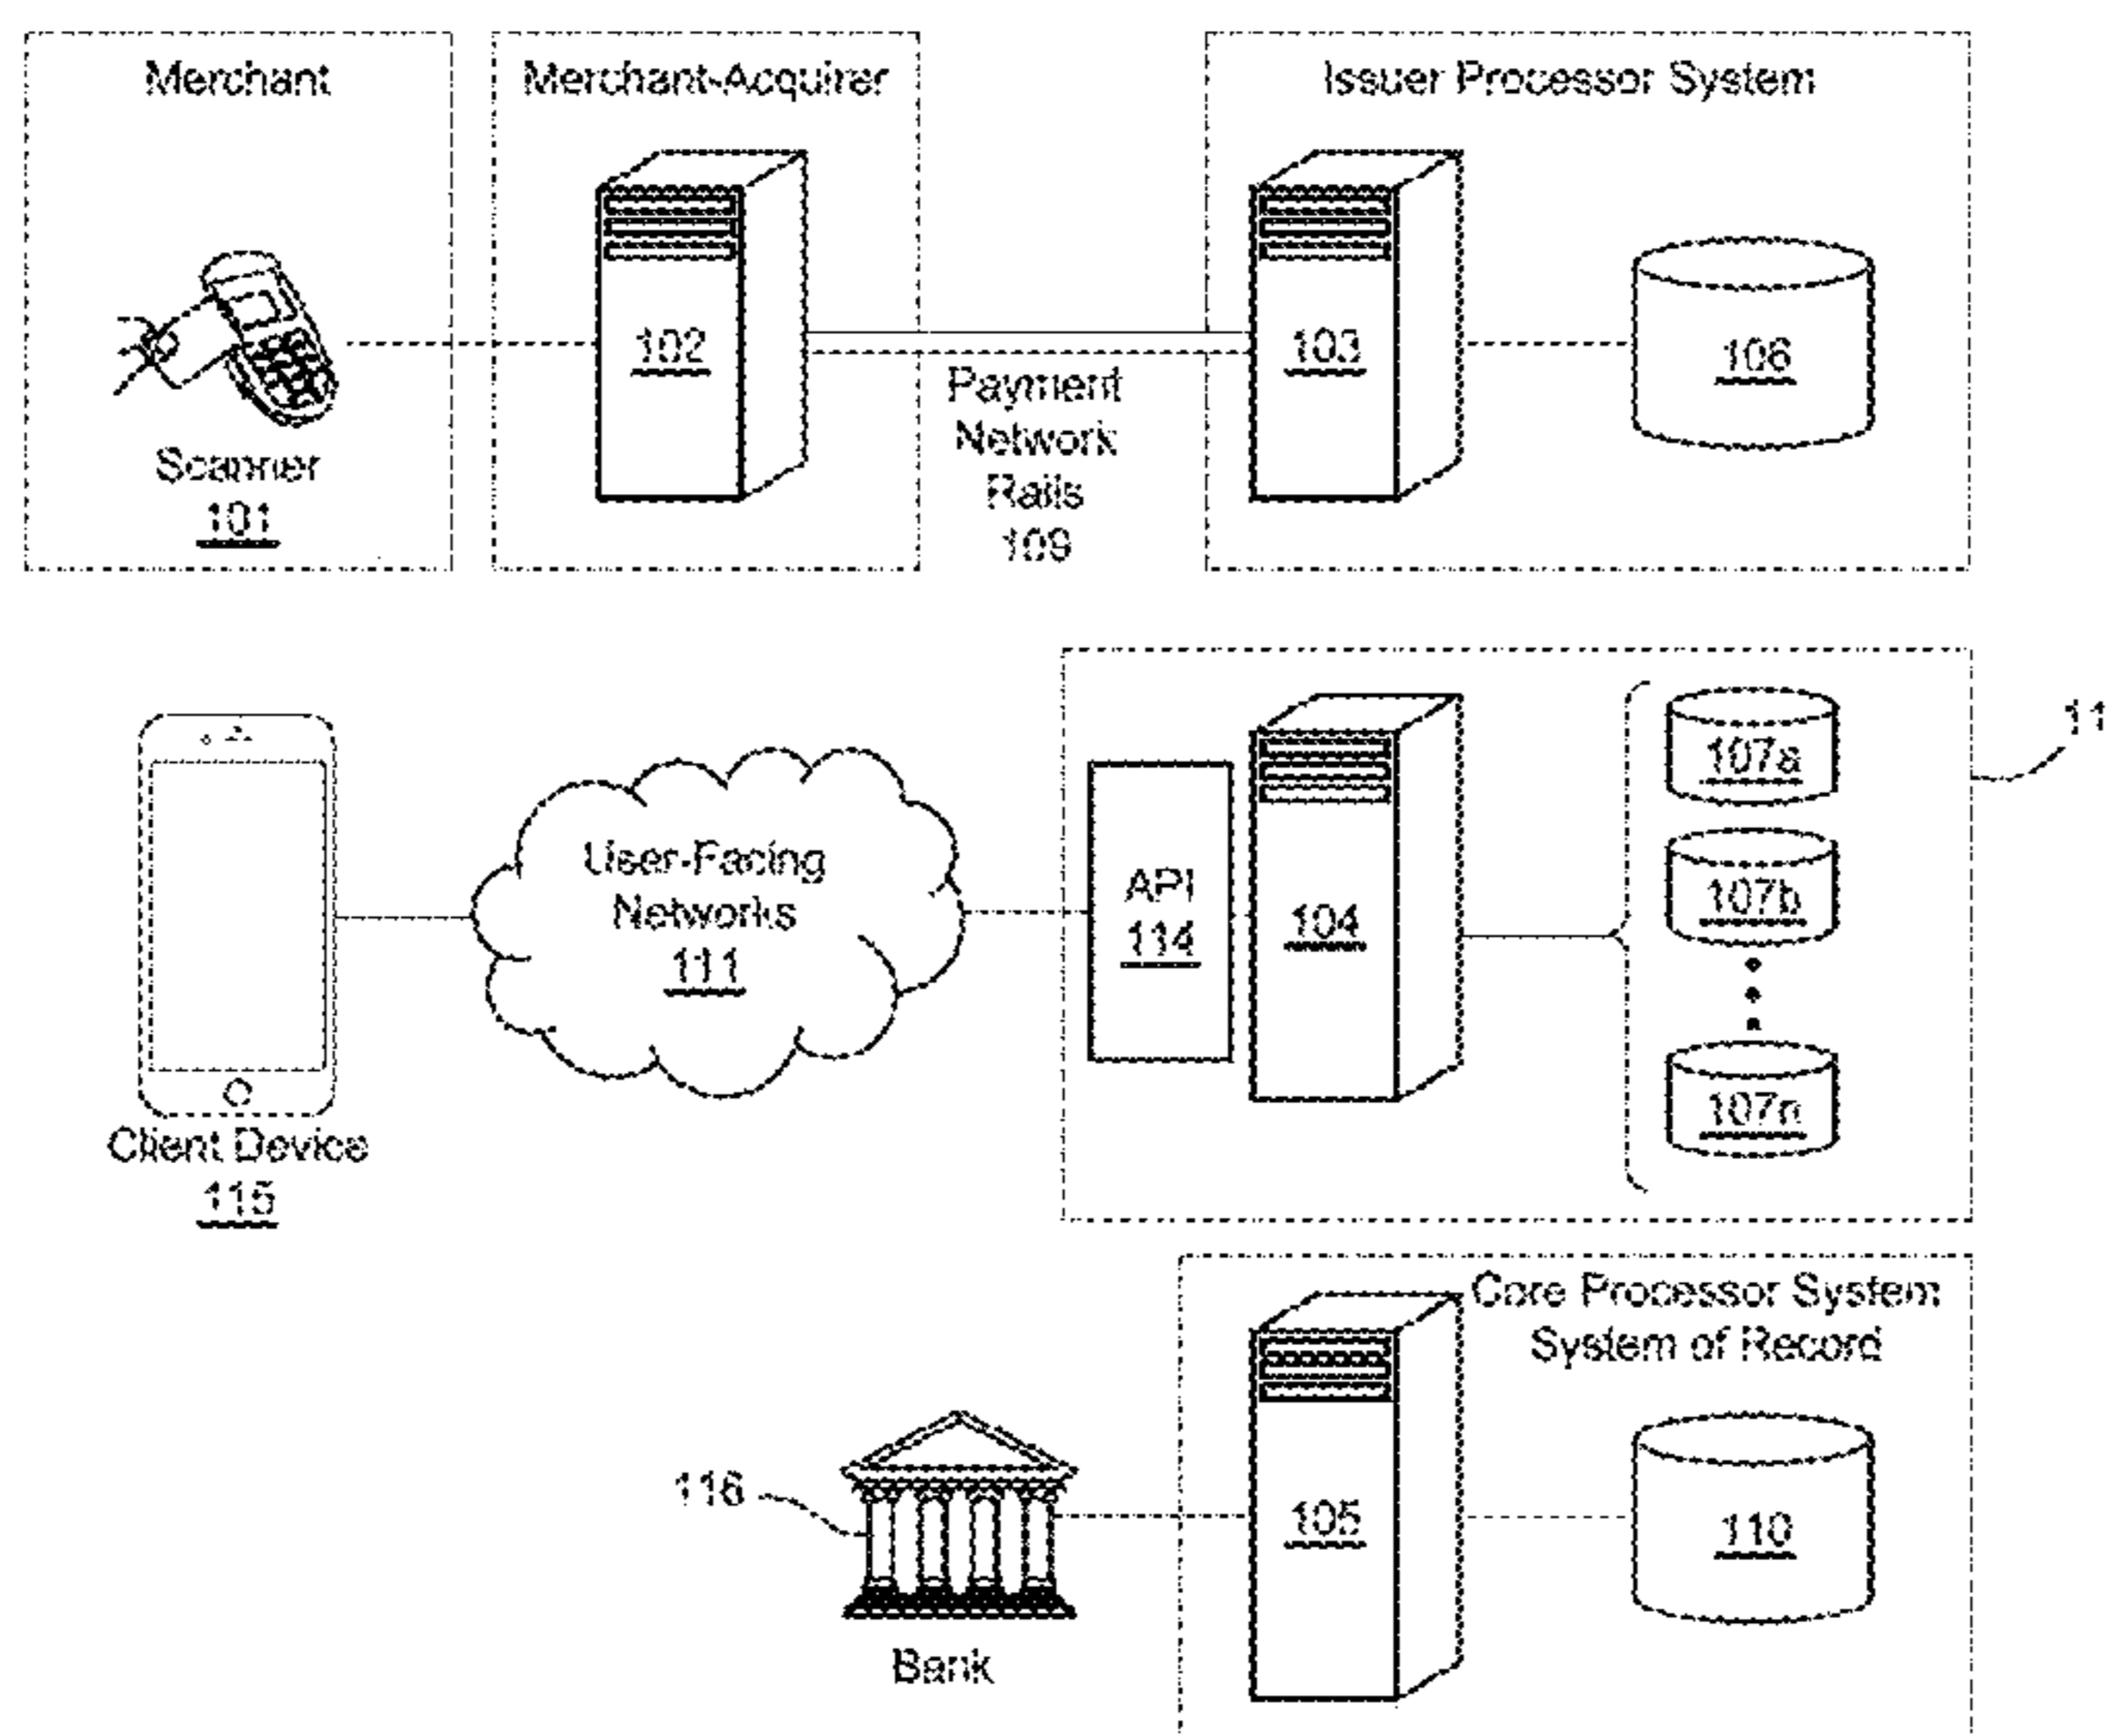 Merchant
Merchant-Acquirer
Issuer Processor System
102
103
106
Payment
Network
Rails
109
Scanner
101
11
107a
107b
107n
User-Facing
Networks
111
API
114
104
Client Device
115
Core Processor System
System of Record
116
105
110
Bank